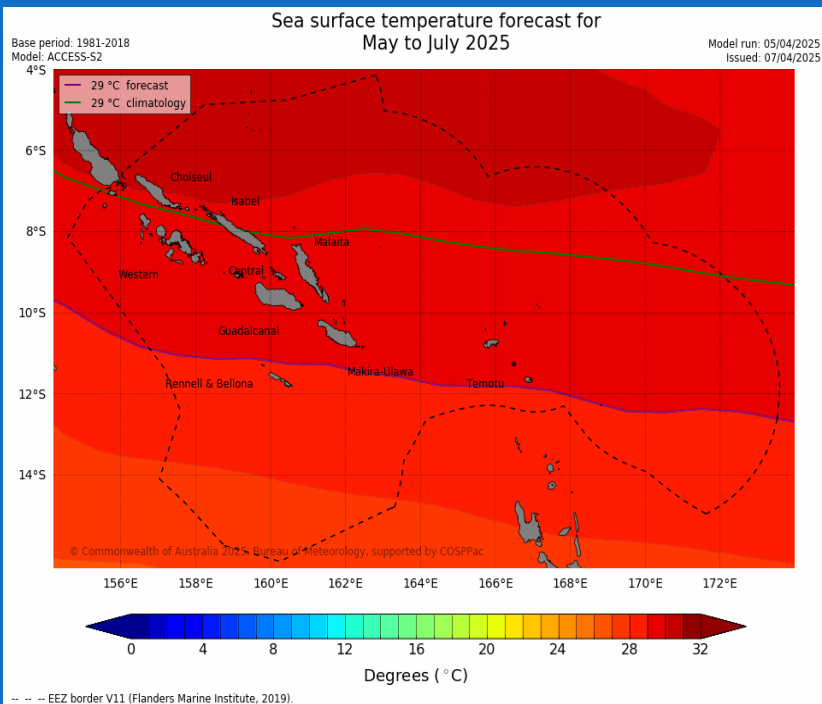 Sea surface temperature forecast for
May to July 2025
Base period: 1981-2018
Model: ACCESS-S2
Model run: 05/04/2025
Issued: 07/04/2025
29 °C forecast
29 °C climatology
4°S
6°S
8°S
10°S
12°S
14°S
Choiseul
Isabel
Malaita
Western
Central
Guadalcanal
Makira-Ulawa
Rennell & Bellona
Temotu
© Commonwealth of Australia 2025, Bureau of Meteorology, supported by COSPPac
156°E 158°E 160°E 162°E 164°E 166°E 168°E 170°E 172°E
0 4 8 12 16 20 24 28 32
Degrees (°C)
-- -- -- EEZ border V11 (Flanders Marine Institute, 2019).